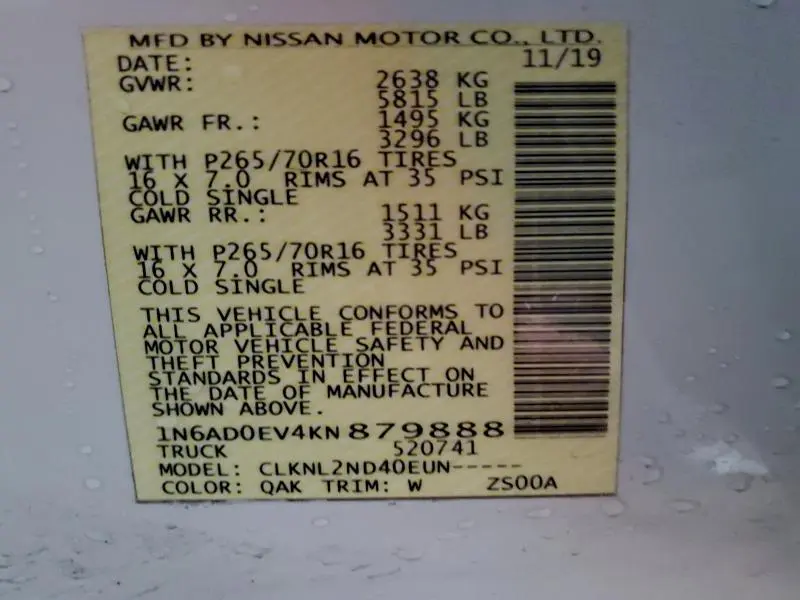 MFD BY NISSAN MOTOR CO., LTD.
DATE: 11/19
GVWR: 2638 KG
5815 LB
GAWR FR.: 1495 KG
3296 LB
WITH P265/70R16 TIRES
16 X 7.0 RIMS AT 35 PSI
COLD SINGLE
GAWR RR.: 1511 KG
3331 LB
WITH P265/70R16 TIRES
16 X 7.0 RIMS AT 35 PSI
COLD SINGLE
THIS VEHICLE CONFORMS TO
ALL APPLICABLE FEDERAL
MOTOR VEHICLE SAFETY AND
THEFT PREVENTION
STANDARDS IN EFFECT ON
THE DATE OF MANUFACTURE
SHOWN ABOVE.
1N6AD0EV4KN879888
TRUCK 520741
MODEL: CLKNL2ND40EUN-----
COLOR: QAK TRIM: W ZS00A